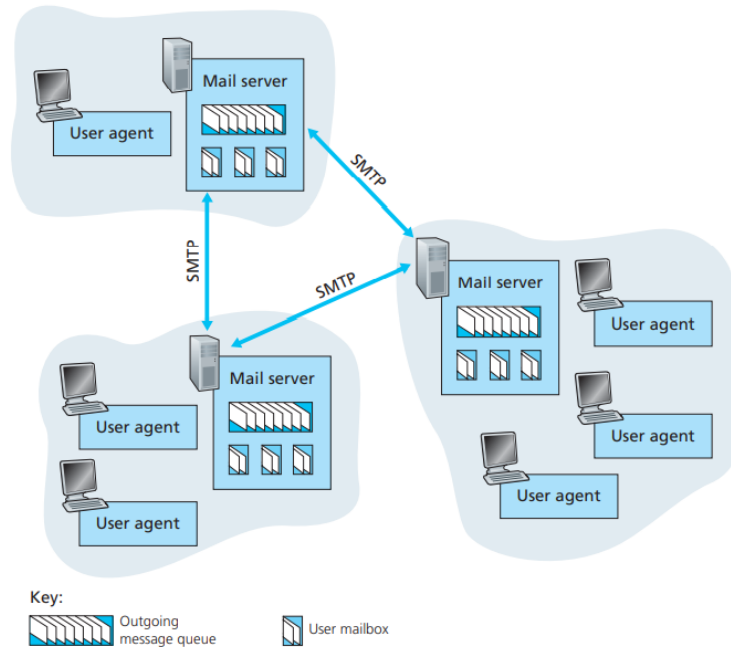 Mail server
User agent
SMTP
SMTP
SMTP
Mail server
User agent
User agent
User agent
Mail server
User agent
User agent
Key:
Outgoing
message queue
User mailbox